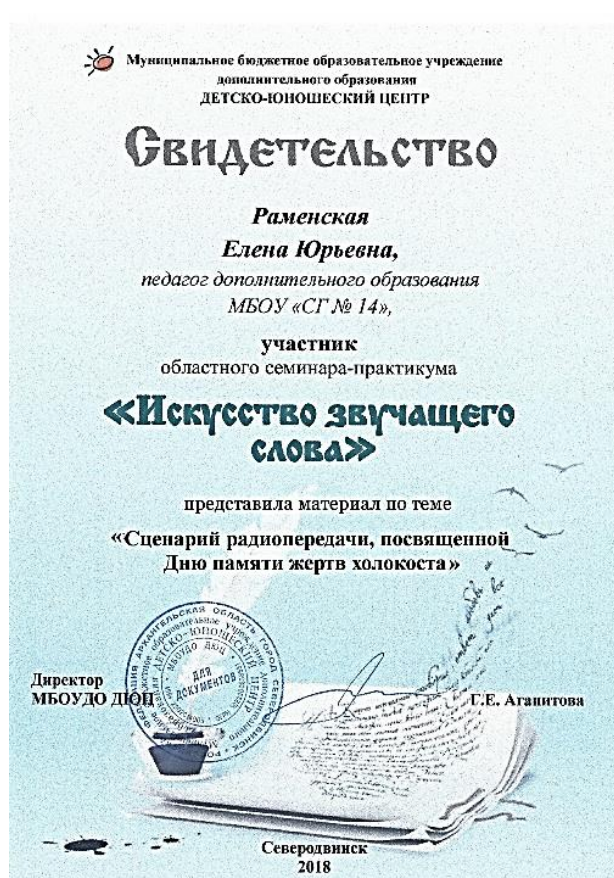 Муниципальное бюджетное образовательное учреждение
дополнительного образования
ДЕТСКО-ЮНОШЕСКИЙ ЦЕНТР
Свидетельство
Раменская
Елена Юрьевна,
педагог дополнительного образования
МБОУ «СГ № 14»,
участник
областного семинара-практикума
«Искусство звучащего
слова»
представила материал по теме
«Сценарий радиопередачи, посвященной
Дню памяти жертв холокоста»
ДЛЯ
ДОКУМЕНТОВ
Директор
МБОУДО ДЮЦ
Г.Е. Агапитова
Северодвинск
2018